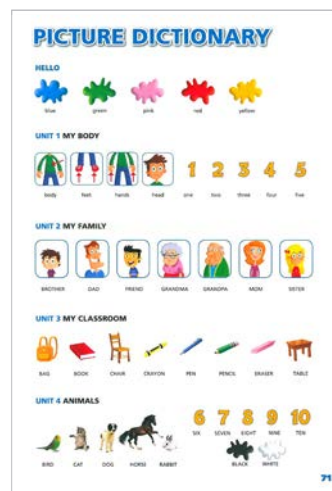 PICTURE DICTIONARY
HELLO
blue green pink red yellow
UNIT 1 MY BODY
1 2 3 4 5
body feet hands head one two three four five
UNIT 2 MY FAMILY
BROTHER DAD FRIEND GRANDMA GRANDPA MOM SISTER
UNIT 3 MY CLASSROOM
BAG BOOK CHAIR CRAYON PEN PENCIL ERASER TABLE
UNIT 4 ANIMALS
6 7 8 9 10
SIX SEVEN EIGHT NINE TEN
BIRD CAT DOG HORSE RABBIT
BLACK WHITE
71